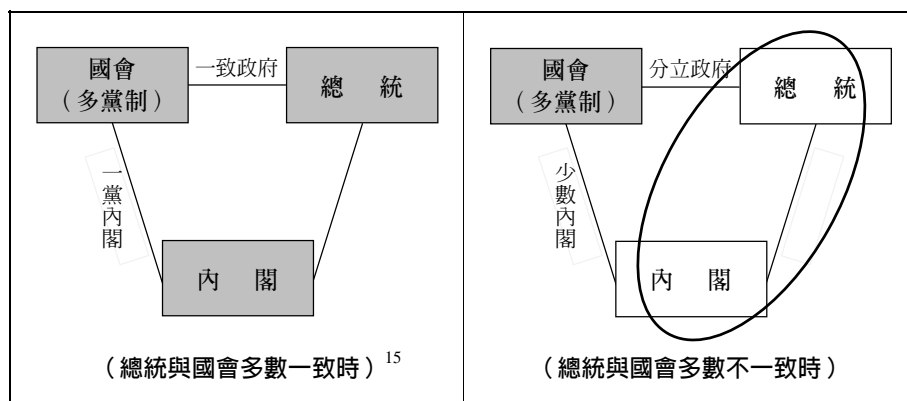 國會
（多黨制）
一致政府
總 統
一黨內閣
內 閣
（總統與國會多數一致時）15
國會
（多黨制）
分立政府
總 統
少數內閣
內 閣
（總統與國會多數不一致時）